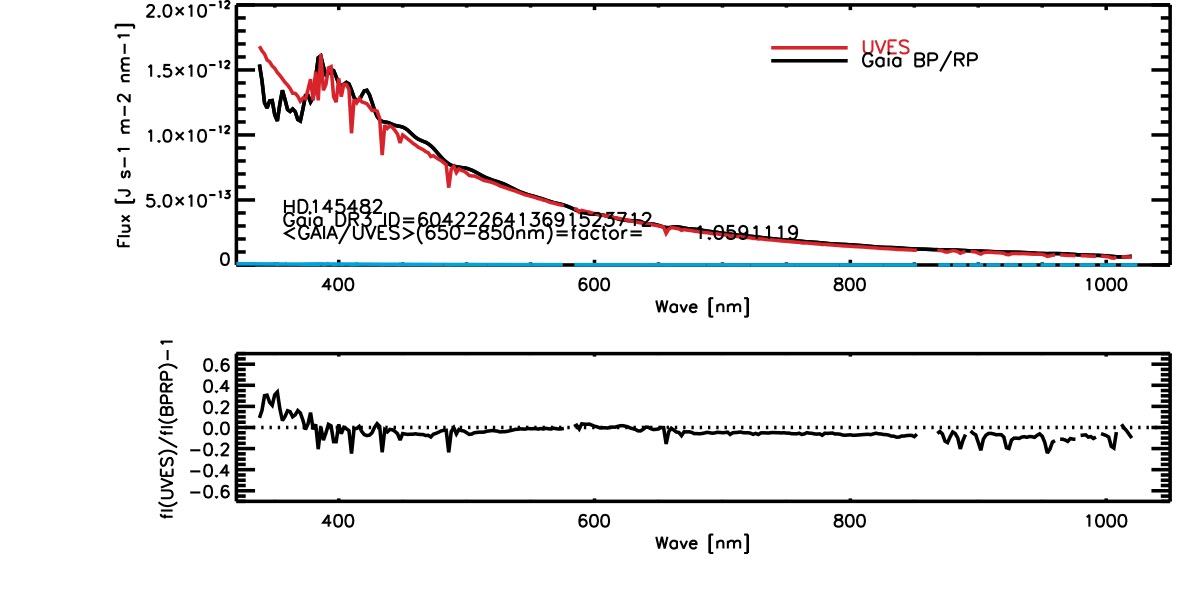 2.0×10−12
1.5×10−12
1.0×10−12
5.0×10−13
0
Flux [J s−1 m−2 nm−1]
UVES
Gaia BP/RP
HD145482
Gaia DR3 ID=6042226413691523712
<GAIA/UVES>(650−850nm)=factor= 1.0591119
400 600 800 1000
Wave [nm]
fl(UVES)/fl(BPRP)−1
0.6
0.4
0.2
0.0
−0.2
−0.4
−0.6
400 600 800 1000
Wave [nm]